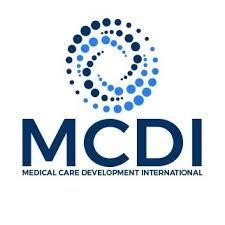 MCDI
MEDICAL CARE DEVELOPMENT INTERNATIONAL